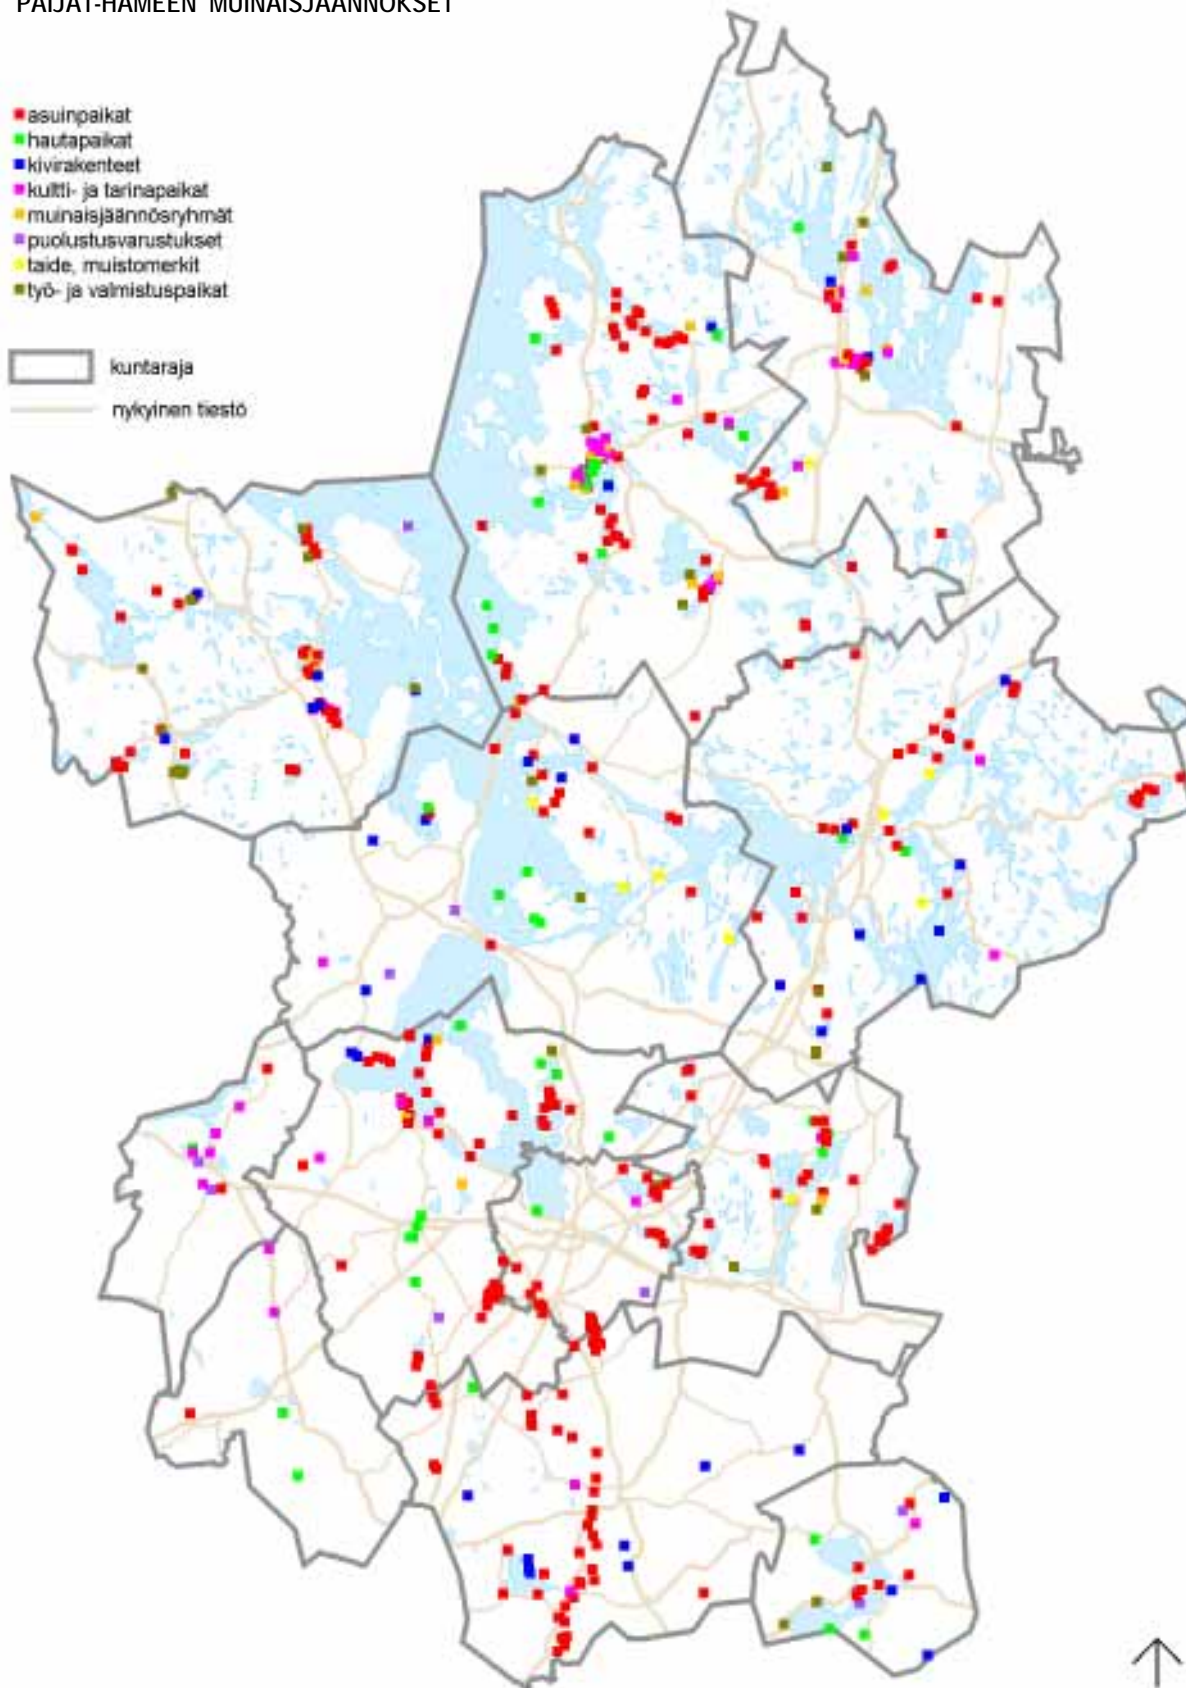 PÄIJÄT-HÄMEEN MUINAISJÄÄNNÖKSET
asuinpaikat
hautapaikat
kivirakenteet
kultti- ja tarinapaikat
muinaisjäännösryhmät
puolustusvarustukset
taide, muistomerkit
työ- ja valmistuspaikat
kuntaraja
nykyinen tiestö